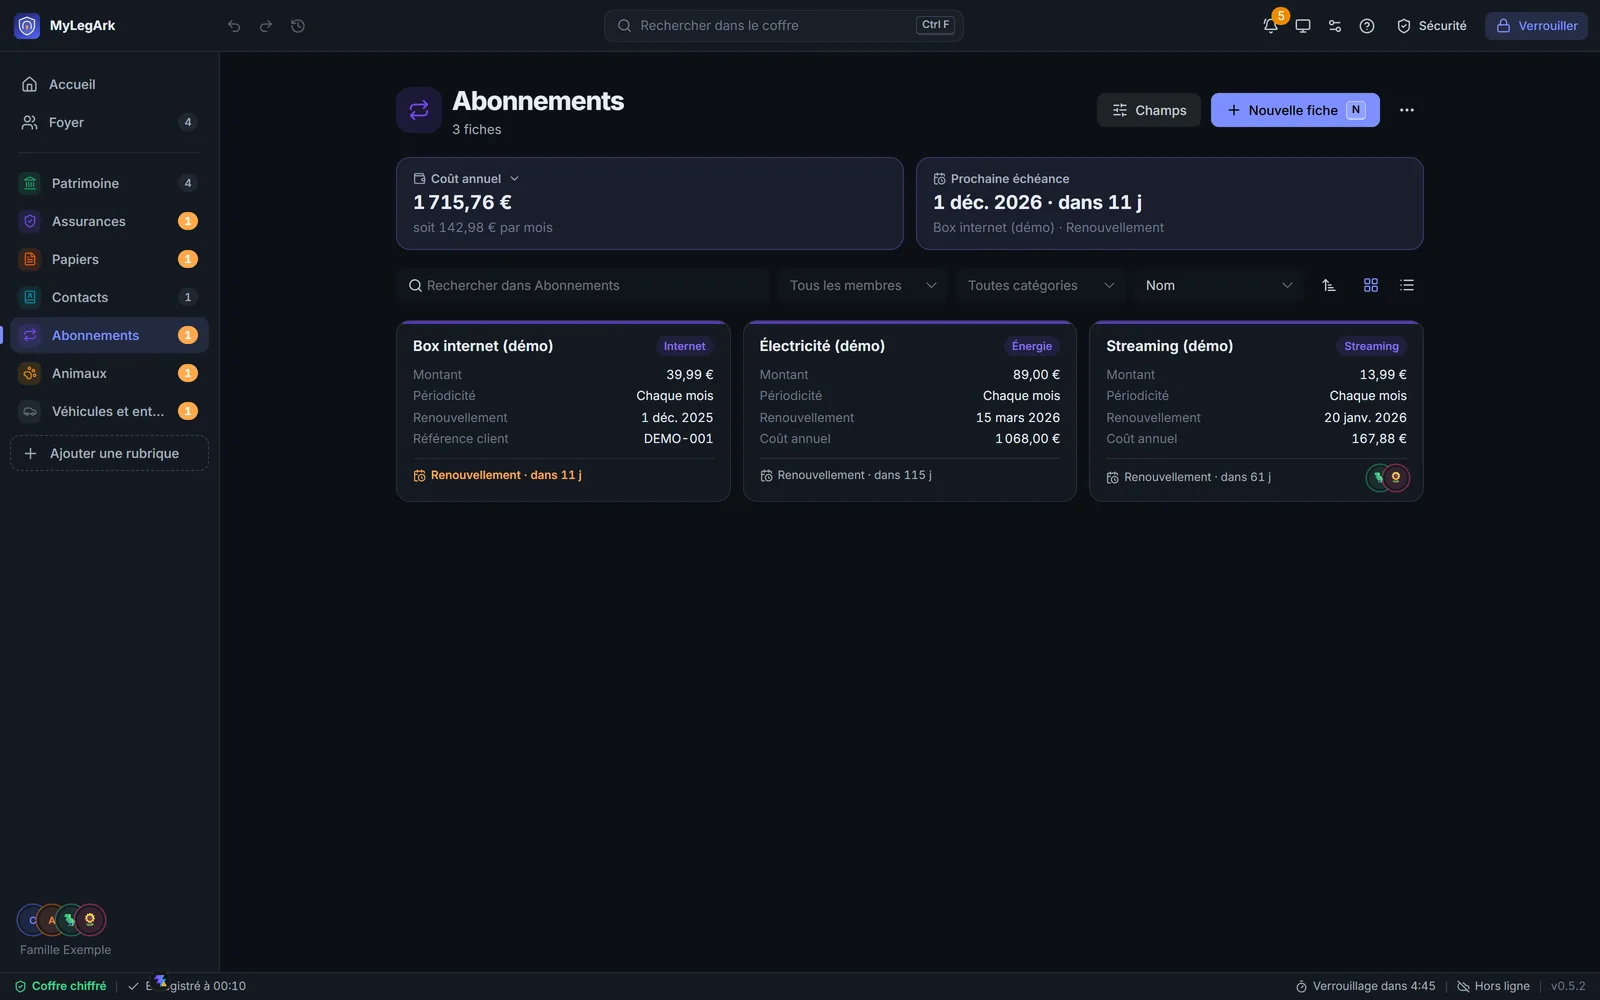 MyLegArk
Rechercher dans le coffre
Ctrl F
5
Sécurité
Verrouiller
Accueil
Foyer 4
Patrimoine 4
Assurances 1
Papiers 1
Contacts 1
Abonnements 1
Animaux 1
Véhicules et ent... 1
Ajouter une rubrique
Abonnements
3 fiches
Champs
Nouvelle fiche N
Coût annuel
1 715,76 €
soit 142,98 € par mois
Prochaine échéance
1 déc. 2026 · dans 11 j
Box internet (démo) · Renouvellement
Rechercher dans Abonnements
Tous les membres
Toutes catégories
Nom
Box internet (démo) Internet
Montant 39,99 €
Périodicité Chaque mois
Renouvellement 1 déc. 2025
Référence client DEMO-001
Renouvellement · dans 11 j
Électricité (démo) Énergie
Montant 89,00 €
Périodicité Chaque mois
Renouvellement 15 mars 2026
Coût annuel 1 068,00 €
Renouvellement · dans 115 j
Streaming (démo) Streaming
Montant 13,99 €
Périodicité Chaque mois
Renouvellement 20 janv. 2026
Coût annuel 167,88 €
Renouvellement · dans 61 j
C A
Famille Exemple
Coffre chiffré
à 00:10
Verrouillage dans 4:45
Hors ligne
v0.5.2